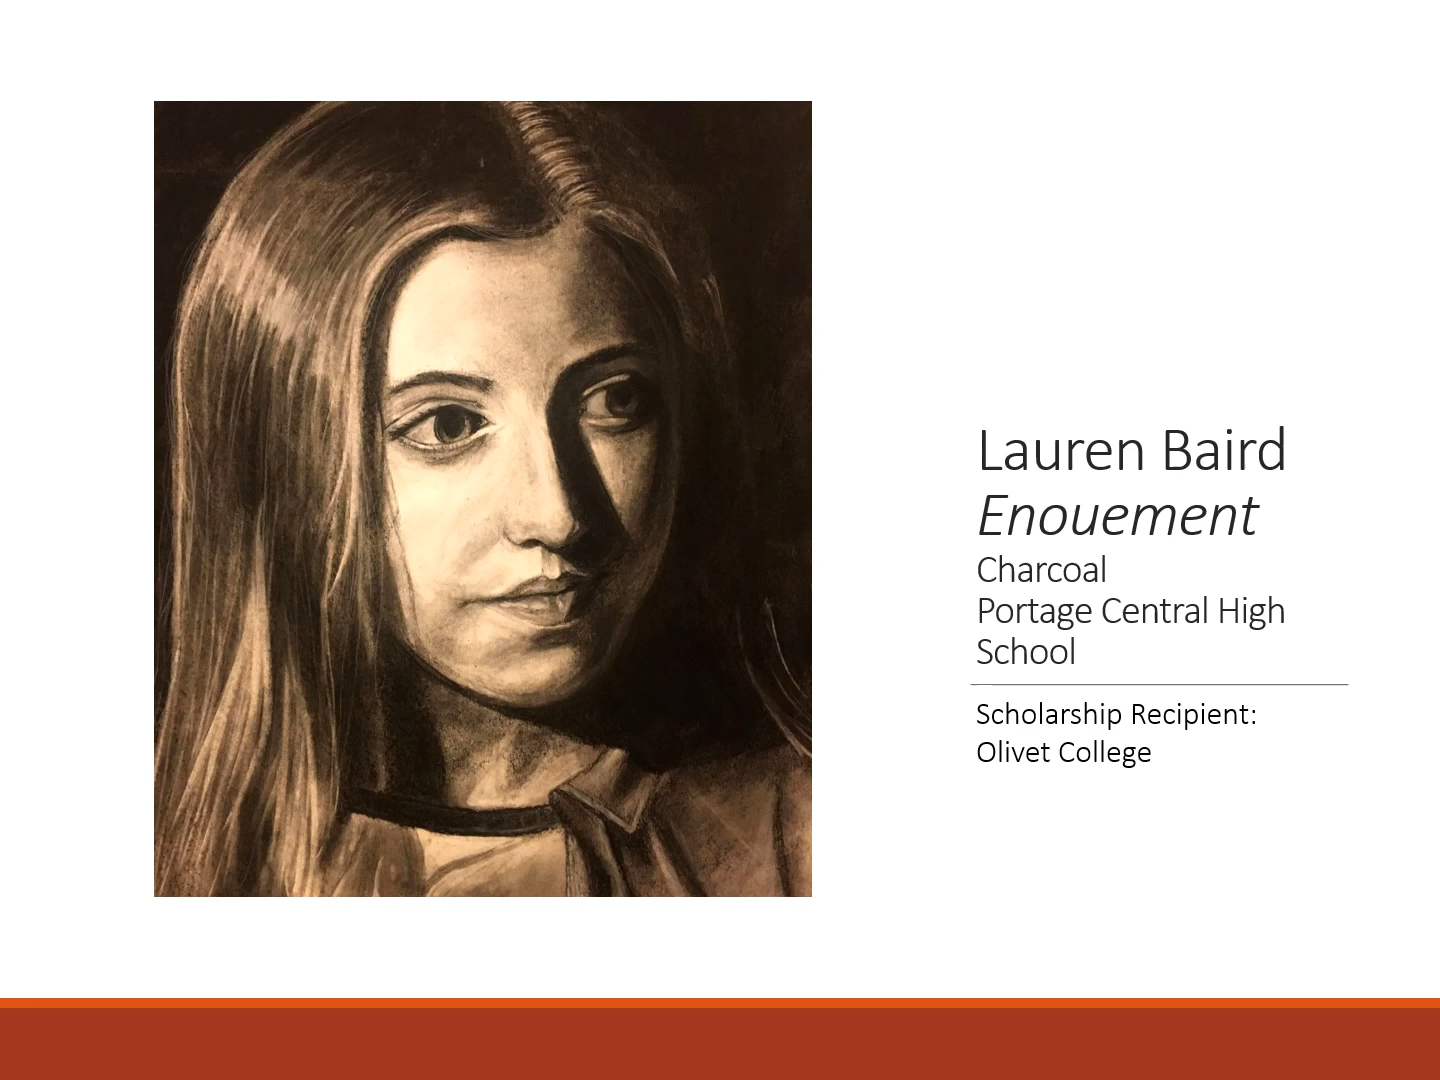 Lauren Baird
Enouement
Charcoal
Portage Central High
School
Scholarship Recipient:
Olivet College